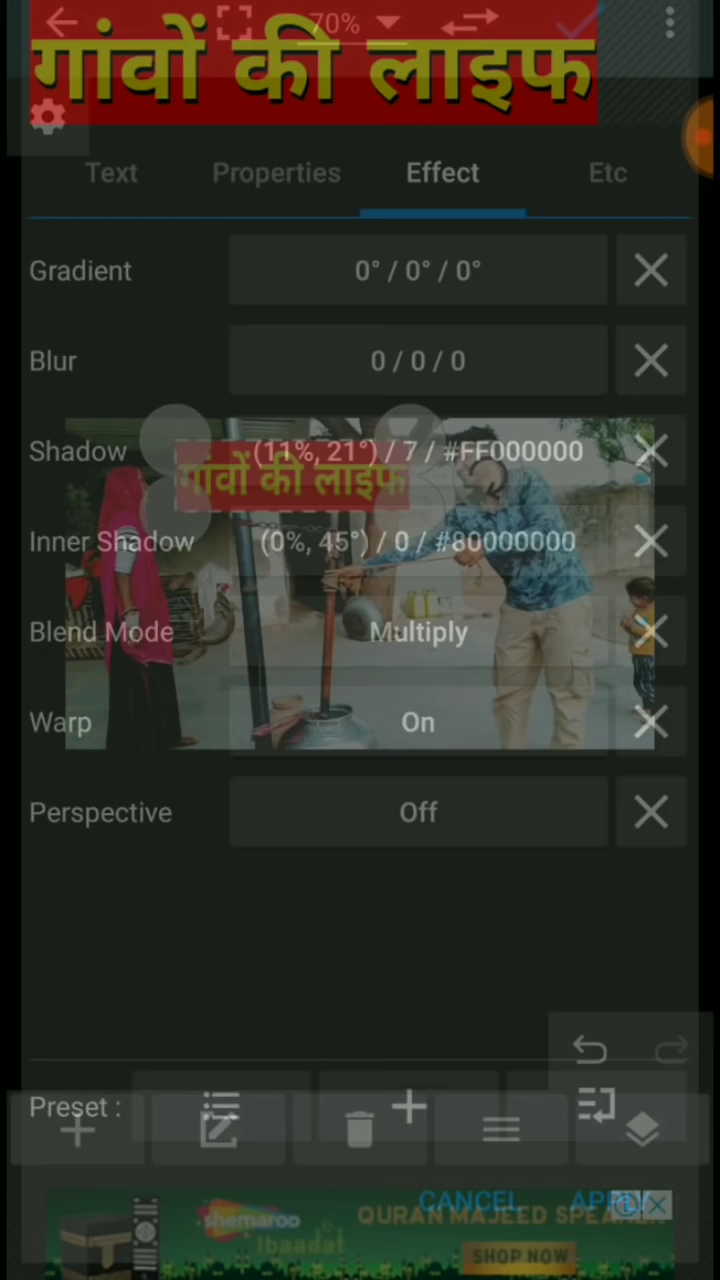 70%
गांवों की लाइफ
Text Properties Effect Etc
Gradient 0° / 0° / 0°
Blur 0 / 0 / 0
Shadow (11%, 21°) / 7 / #FF000000
गांवों की लाइफ
Inner Shadow (0%, 45°) / 0 / #80000000
Blend Mode Multiply
Warp On
Perspective Off
Preset :
CANCEL APPLY
shemaroo
Ibaadat
QURAN MAJEED SPEAKER
SHOP NOW